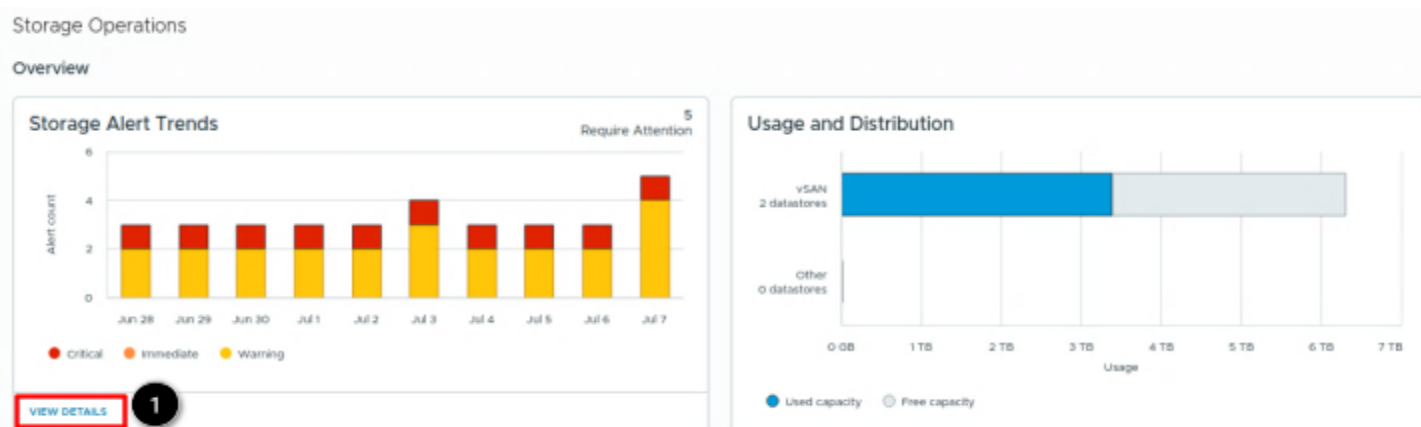 Storage Operations
Overview
Storage Alert Trends
5
Require Attention
6
4
2
0
Alert count
Jun 28 Jun 29 Jun 30 Jul 1 Jul 2 Jul 3 Jul 4 Jul 5 Jul 6 Jul 7
Critical Immediate Warning
VIEW DETAILS 1
Usage and Distribution
vSAN
2 datastores
Other
0 datastores
0 GB 1 TB 2 TB 3 TB 4 TB 5 TB 6 TB 7 TB
Usage
Used capacity Free capacity